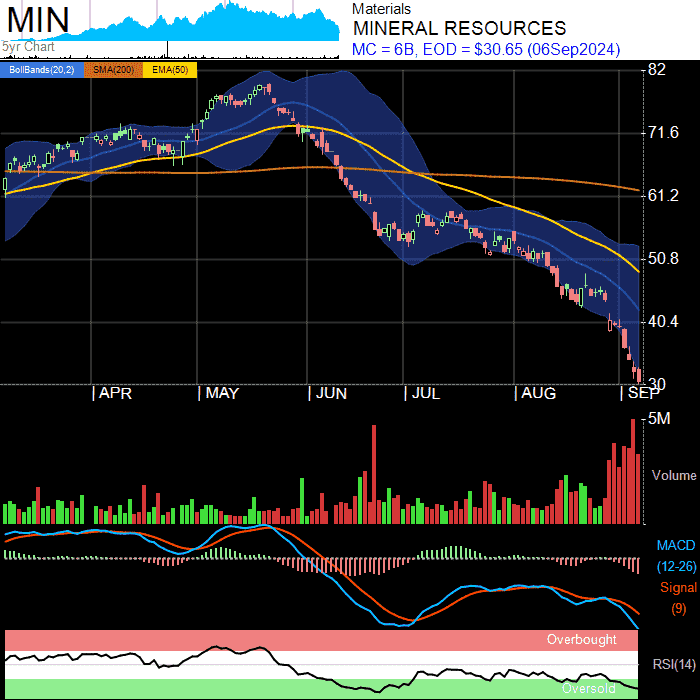 MIN
5yr Chart
Materials
MINERAL RESOURCES
MC = 6B, EOD = $30.65 (06Sep2024)
BollBands(20,2) SMA(200) EMA(50)
82
71.6
61.2
50.8
40.4
30
| APR | MAY | JUN | JUL | AUG | SEP
5M
Volume
MACD
(12-26)
Signal
(9)
Overbought
RSI(14)
Oversold